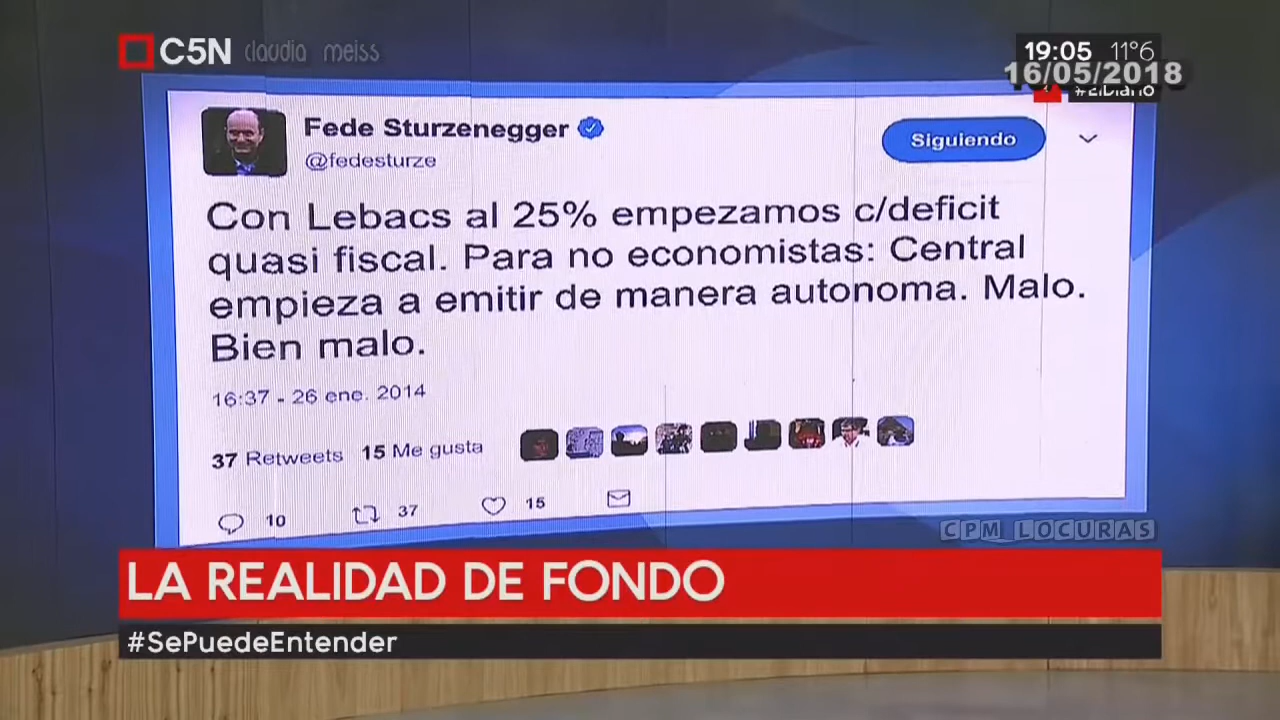 C5N claudia meiss
19:05 11°6
16/05/2018
#ElDiario
Fede Sturzenegger
@fedesturze
Siguiendo
Con Lebacs al 25% empezamos c/deficit
quasi fiscal. Para no economistas: Central
empieza a emitir de manera autonoma. Malo.
Bien malo.
16:37 - 26 ene. 2014
37 Retweets 15 Me gusta
10 37 15
CPM_LOCURAS
LA REALIDAD DE FONDO
#SePuedeEntender